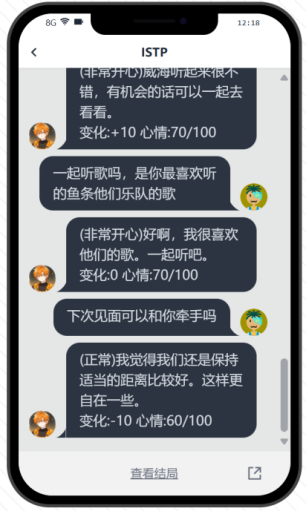 8G
12:18
ISTP
(非常开心)威海听起来很不
错，有机会的话可以一起去
看看。
变化:+10 心情:70/100
一起听歌吗，是你最喜欢听
的鱼条他们乐队的歌
(非常开心)好啊，我很喜欢
他们的歌。一起听吧。
变化:0 心情:70/100
下次见面可以和你牵手吗
(正常)我觉得我们还是保持
适当的距离比较好。这样更
自在一些。
变化:-10 心情:60/100
查看结局